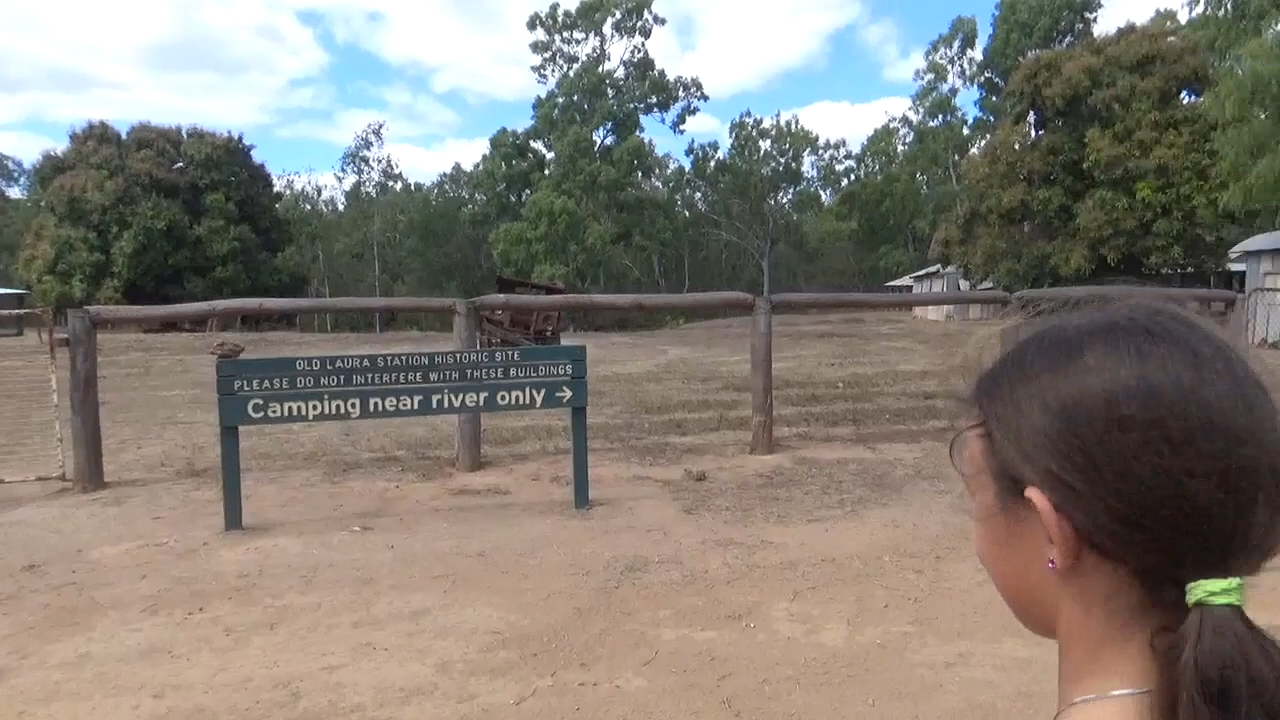 OLD LAURA STATION HISTORIC SITE
PLEASE DO NOT INTERFERE WITH THESE BUILDINGS
Camping near river only →